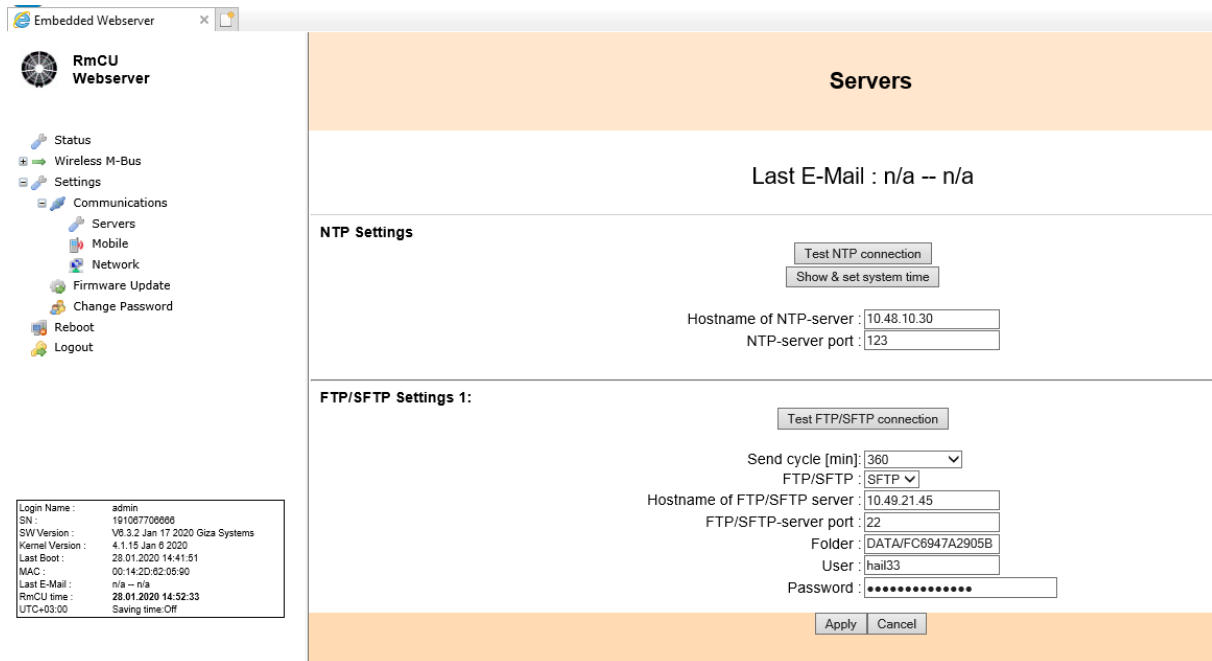 Embedded Webserver
RmCU
Webserver
Status
Wireless M-Bus
Settings
Communications
Servers
Mobile
Network
Firmware Update
Change Password
Reboot
Logout
Login Name : admin
SN : 191067706666
SW Version : V6.3.2 Jan 17 2020 Giza Systems
Kernel Version : 4.1.15 Jan 6 2020
Last Boot : 28.01.2020 14:41:51
MAC : 00:14:2D:62:05:90
Last E-Mail : n/a -- n/a
RmCU time : 28.01.2020 14:52:33
UTC+03:00 Saving time:Off
Servers
Last E-Mail : n/a -- n/a
NTP Settings
Test NTP connection
Show & set system time
Hostname of NTP-server : 10.48.10.30
NTP-server port : 123
FTP/SFTP Settings 1:
Test FTP/SFTP connection
Send cycle [min]: 360
FTP/SFTP : SFTP
Hostname of FTP/SFTP server : 10.49.21.45
FTP/SFTP-server port : 22
Folder : DATA/FC6947A2905B
User : hail33
Password : ●●●●●●●●●●●●●●
Apply Cancel